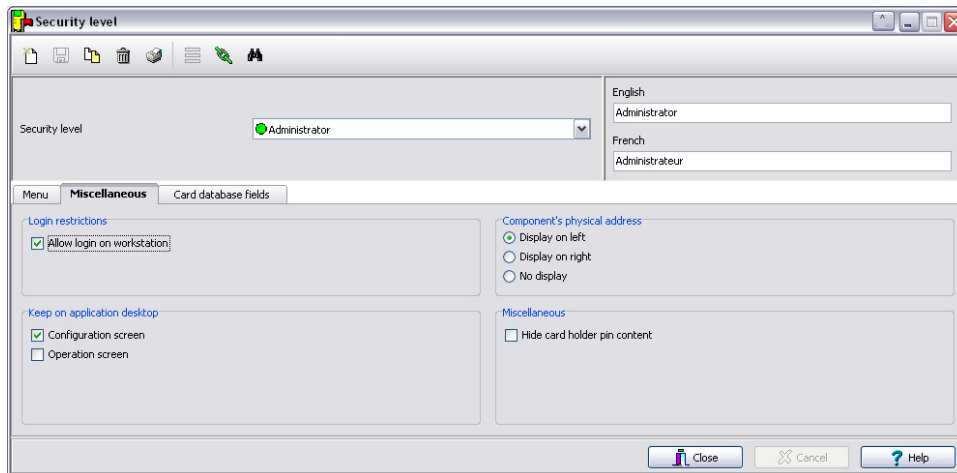 Security level
English
Administrator
Security level
Administrator
French
Administrateur
Menu
Miscellaneous
Card database fields
Login restrictions
Allow login on workstation
Component's physical address
Display on left
Display on right
No display
Keep on application desktop
Configuration screen
Operation screen
Miscellaneous
Hide card holder pin content
Close
Cancel
Help